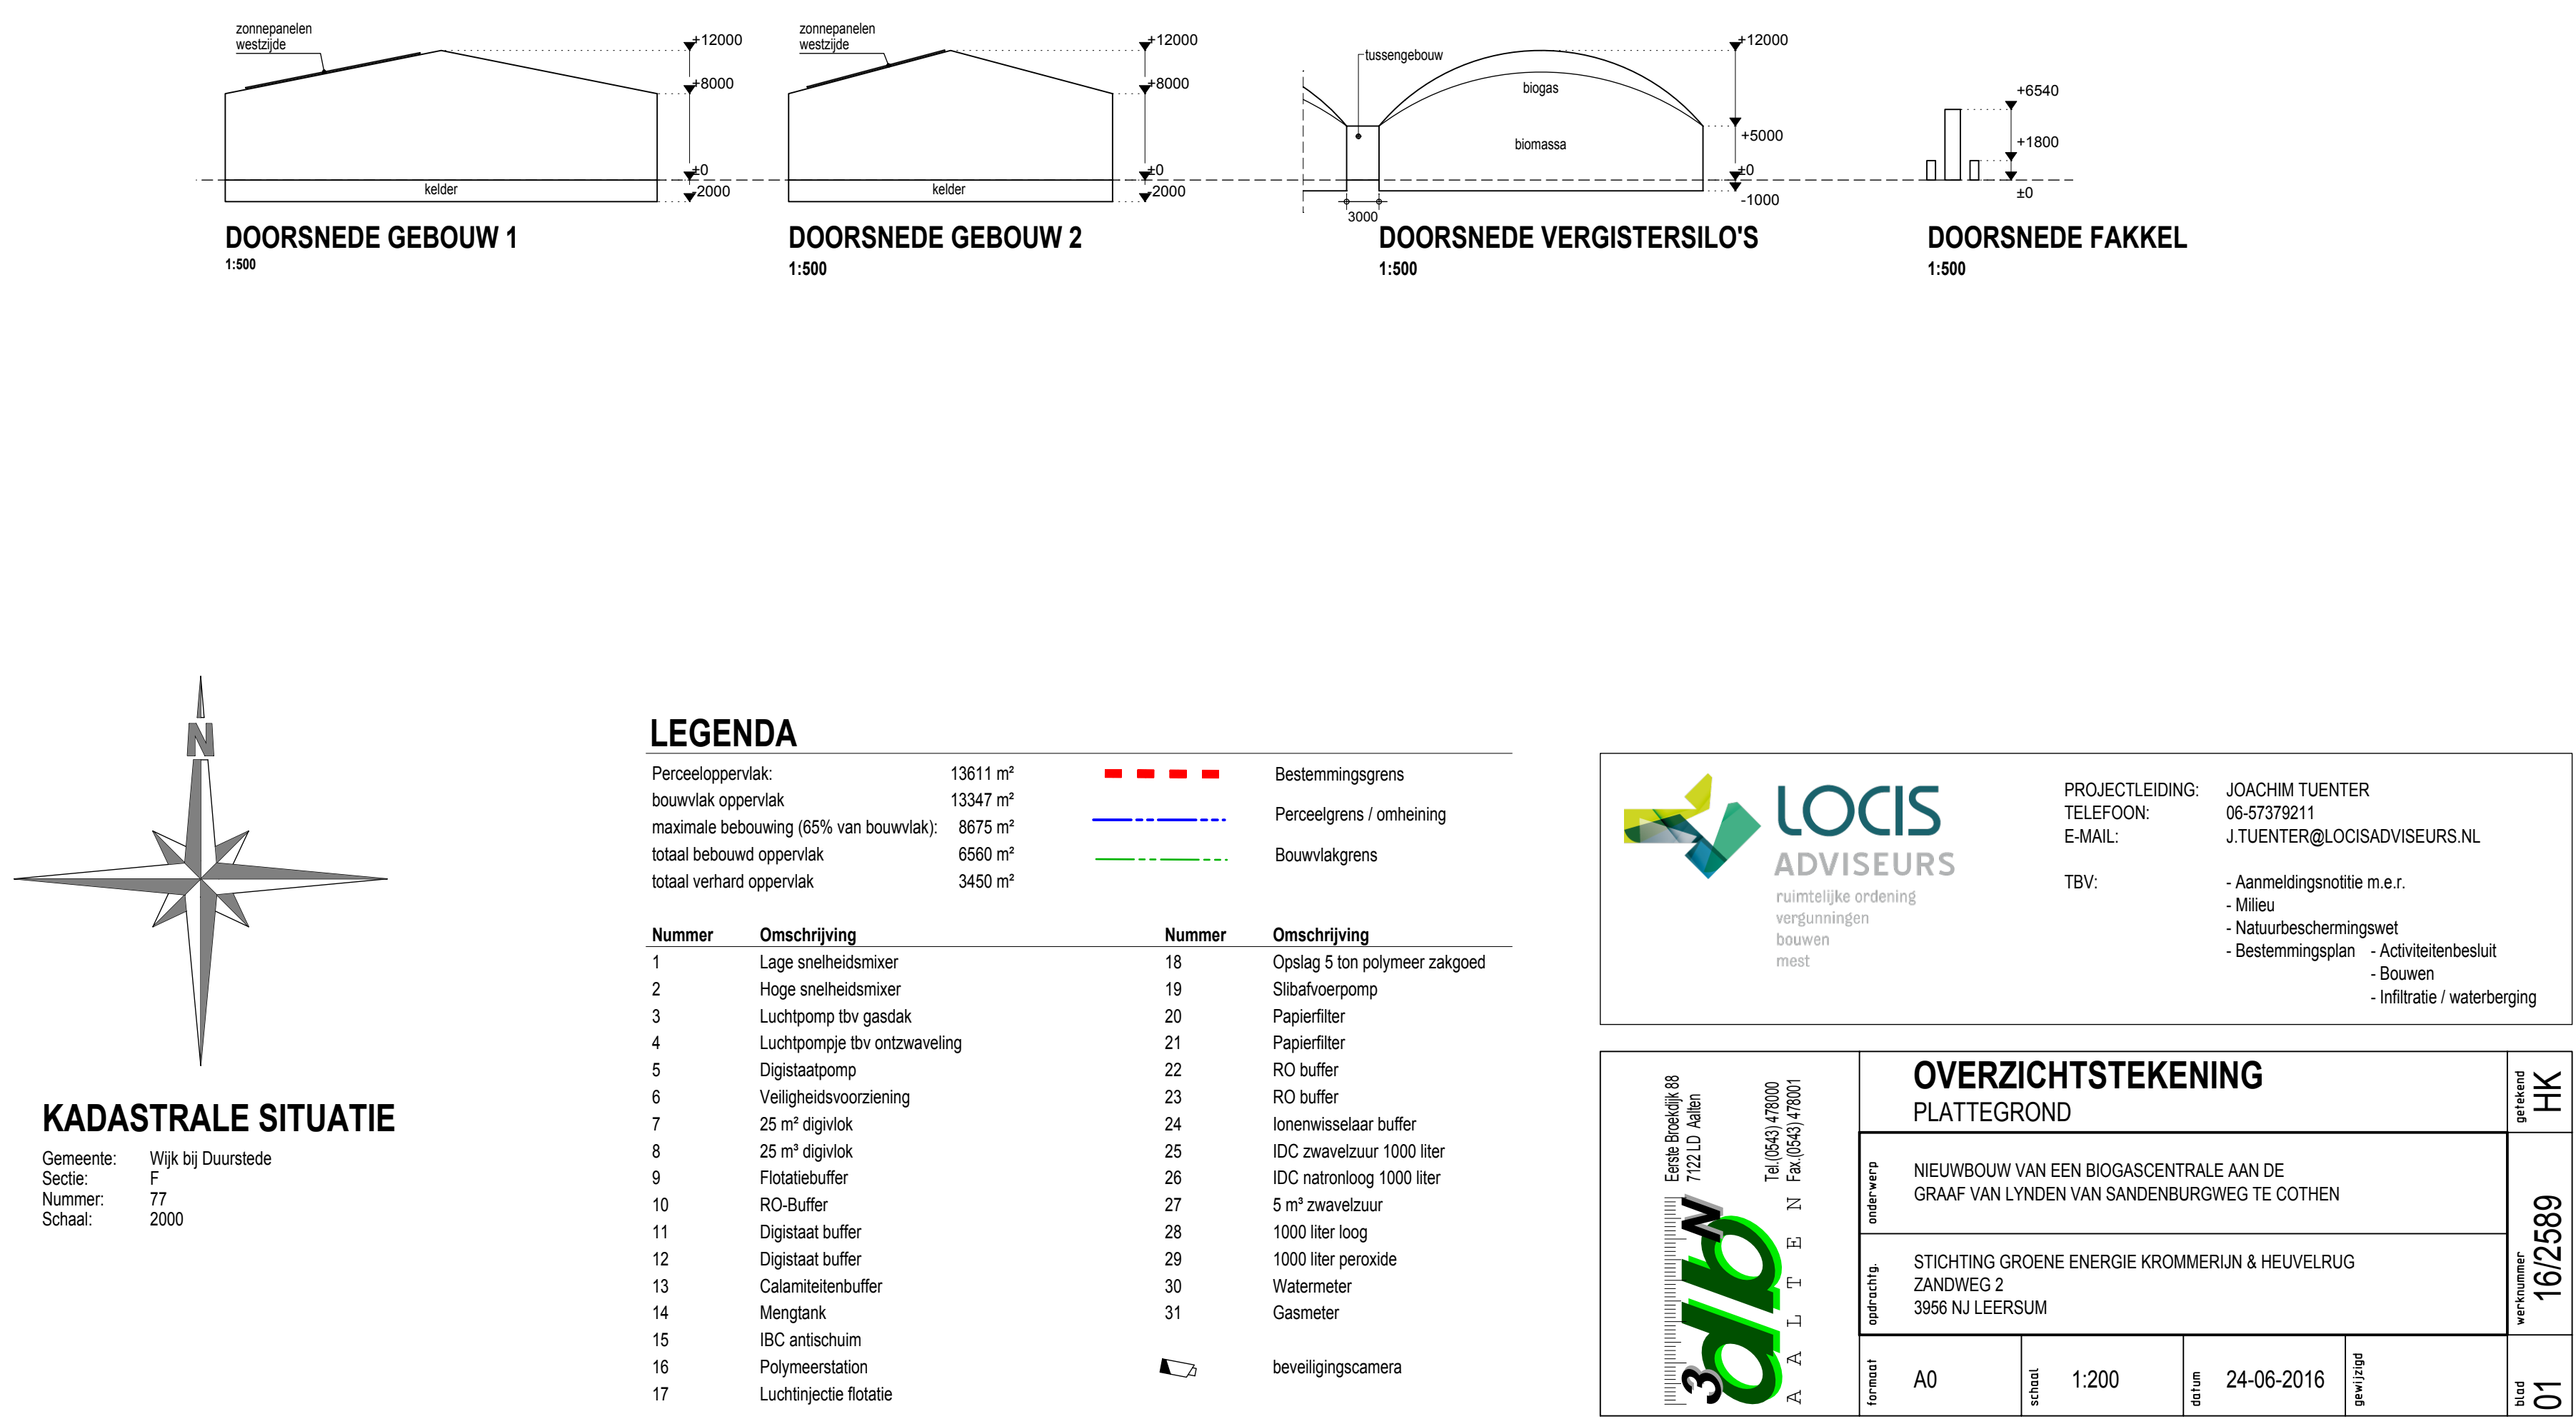 zonnepanelen
westzijde
+12000
+8000
±0
-2000
kelder
DOORSNEDE GEBOUW 1
1:500
zonnepanelen
westzijde
+12000
+8000
±0
-2000
kelder
DOORSNEDE GEBOUW 2
1:500
tussengebouw
biogas
biomassa
+12000
+5000
±0
-1000
3000
DOORSNEDE VERGISTERSILO'S
1:500
+6540
+1800
±0
DOORSNEDE FAKKEL
1:500
N
KADASTRALE SITUATIE
Gemeente: Wijk bij Duurstede
Sectie: F
Nummer: 77
Schaal: 2000
LEGENDA
Perceeloppervlak: 13611 m²
bouwvlak oppervlak 13347 m²
maximale bebouwing (65% van bouwvlak): 8675 m²
totaal bebouwd oppervlak 6560 m²
totaal verhard oppervlak 3450 m²
Bestemmingsgrens
Perceelgrens / omheining
Bouwvlakgrens
Nummer Omschrijving
1 Lage snelheidsmixer
2 Hoge snelheidsmixer
3 Luchtpomp tbv gasdak
4 Luchtpompje tbv ontzwaveling
5 Digistaatpomp
6 Veiligheidsvoorziening
7 25 m² digivlok
8 25 m³ digivlok
9 Flotatiebuffer
10 RO-Buffer
11 Digistaat buffer
12 Digistaat buffer
13 Calamiteitenbuffer
14 Mengtank
15 IBC antischuim
16 Polymeerstation
17 Luchtinjectie flotatie
Nummer Omschrijving
18 Opslag 5 ton polymeer zakgoed
19 Slibafvoerpomp
20 Papierfilter
21 Papierfilter
22 RO buffer
23 RO buffer
24 Ionenwisselaar buffer
25 IDC zwavelzuur 1000 liter
26 IDC natronloog 1000 liter
27 5 m³ zwavelzuur
28 1000 liter loog
29 1000 liter peroxide
30 Watermeter
31 Gasmeter
beveiligingscamera
LOCIS
ADVISEURS
ruimtelijke ordening
vergunningen
bouwen
mest
PROJECTLEIDING: JOACHIM TUENTER
TELEFOON: 06-57379211
E-MAIL: J.TUENTER@LOCISADVISEURS.NL
TBV: - Aanmeldingsnotitie m.e.r.
- Milieu
- Natuurbeschermingswet
- Bestemmingsplan - Activiteitenbesluit
- Bouwen
- Infiltratie / waterberging
Eerste Broekdijk 88
7122 LD Aalten
Tel.(0543) 478000
Fax.(0543) 478001
3dbN
AALTEN
OVERZICHTSTEKENING
PLATTEGROND
getekend HK
onderwerp
NIEUWBOUW VAN EEN BIOGASCENTRALE AAN DE
GRAAF VAN LYNDEN VAN SANDENBURGWEG TE COTHEN
opdrachtg.
STICHTING GROENE ENERGIE KROMMERIJN & HEUVELRUG
ZANDWEG 2
3956 NJ LEERSUM
werknummer 16/2589
formaat A0
schaal 1:200
datum 24-06-2016
gewijzigd
blad 01